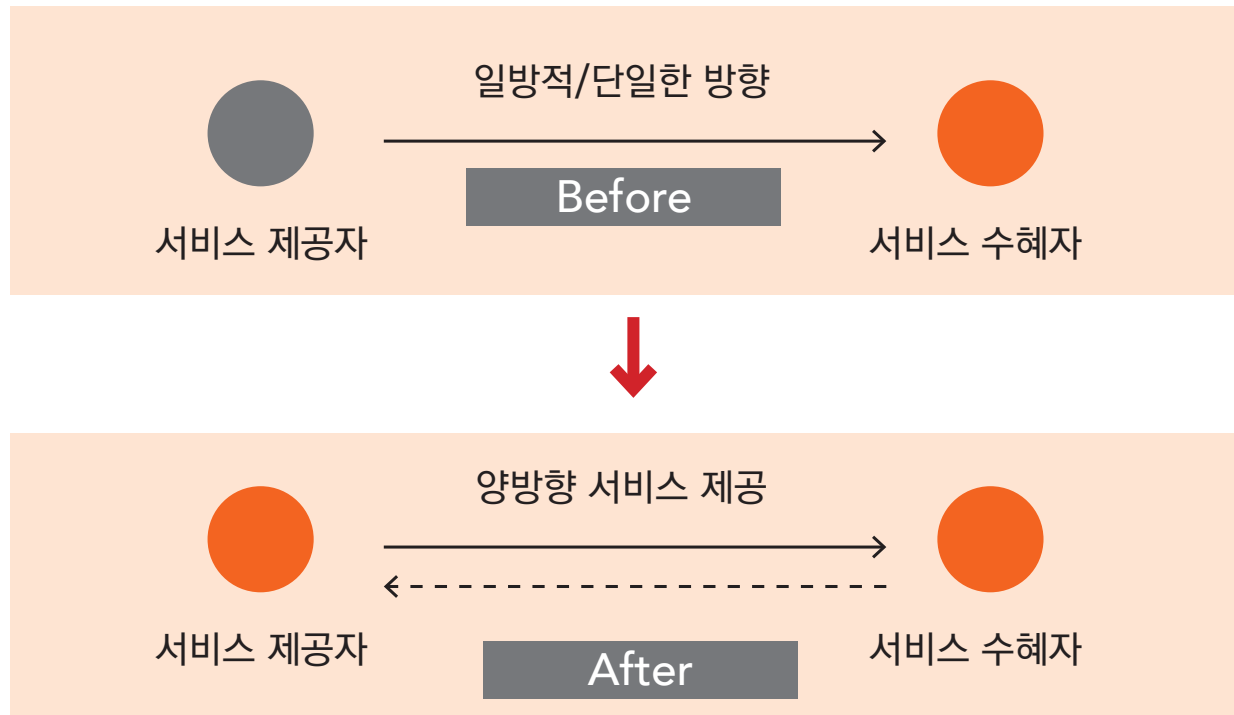 일방적/단일한 방향
Before
서비스 제공자
서비스 수혜자
양방향 서비스 제공
서비스 제공자
서비스 수혜자
After